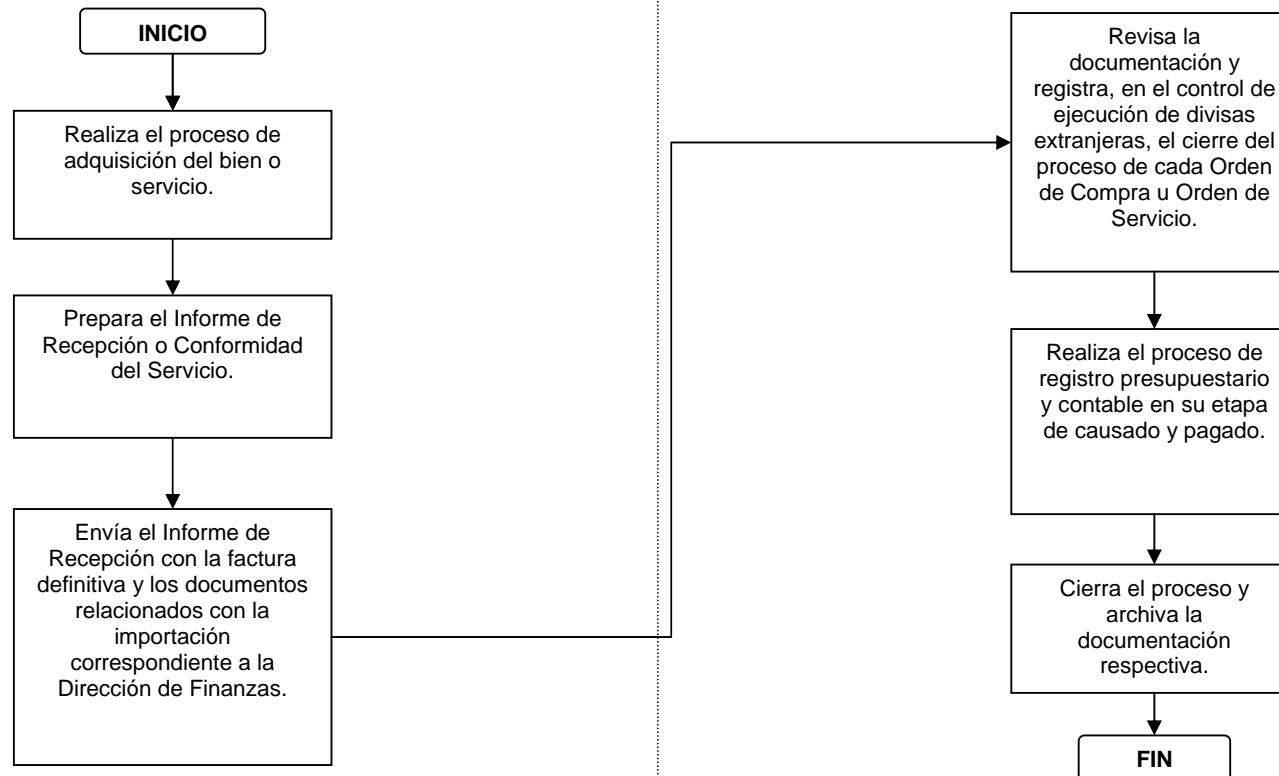 INICIO
Realiza el proceso de
adquisición del bien o
servicio.
Prepara el Informe de
Recepción o Conformidad
del Servicio.
Envía el Informe de
Recepción con la factura
definitiva y los documentos
relacionados con la
importación
correspondiente a la
Dirección de Finanzas.
Revisa la
documentación y
registra, en el control de
ejecución de divisas
extranjeras, el cierre del
proceso de cada Orden
de Compra u Orden de
Servicio.
Realiza el proceso de
registro presupuestario
y contable en su etapa
de causado y pagado.
Cierra el proceso y
archiva la
documentación
respectiva.
FIN